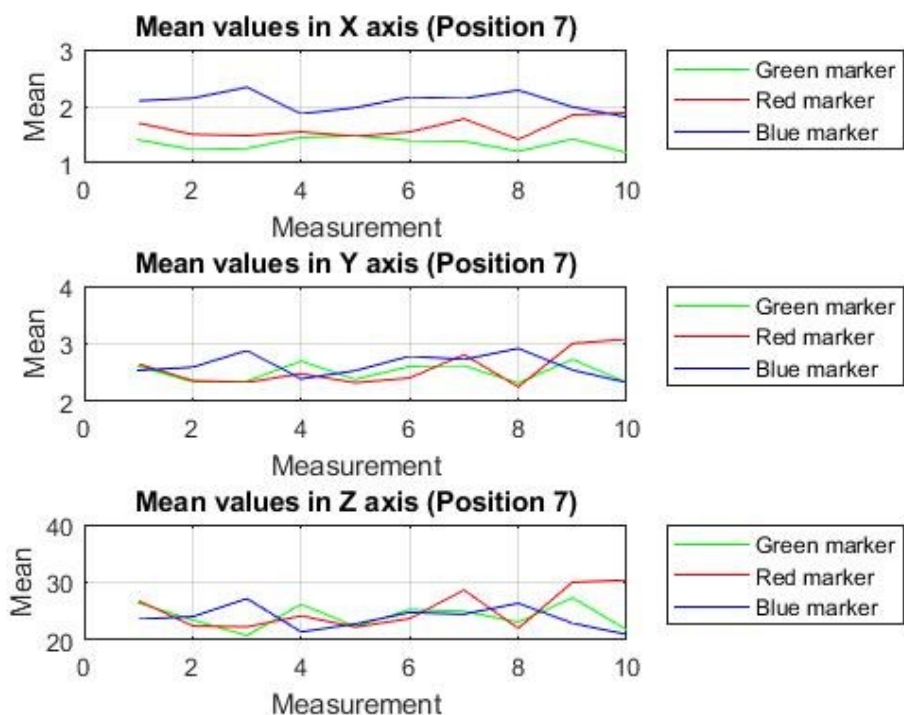 Mean values in X axis (Position 7)
3
2
1
Mean
0 2 4 6 8 10
Measurement
Green marker
Red marker
Blue marker
Mean values in Y axis (Position 7)
4
3
2
Mean
0 2 4 6 8 10
Measurement
Green marker
Red marker
Blue marker
Mean values in Z axis (Position 7)
40
30
20
Mean
0 2 4 6 8 10
Measurement
Green marker
Red marker
Blue marker